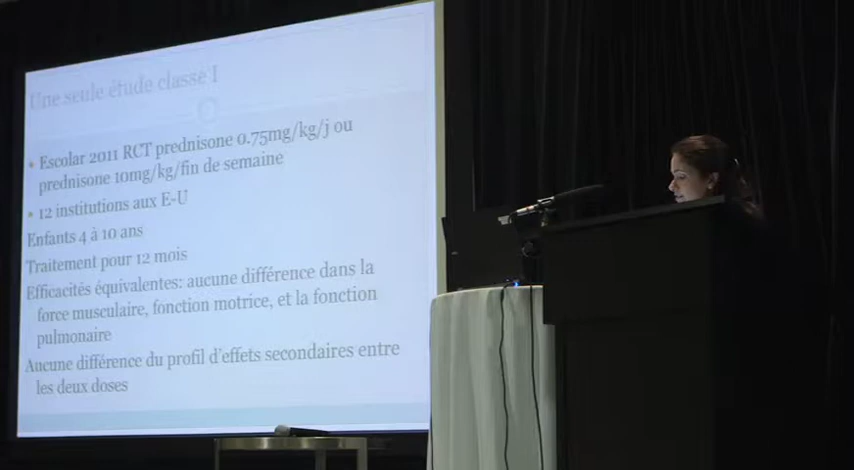 Une seule étude classe I
• Escolar 2011 RCT prednisone 0.75mg/kg/j ou
prednisone 10mg/kg/fin de semaine
• 12 institutions aux E-U
Enfants 4 à 10 ans
Traitement pour 12 mois
Efficacités équivalentes: aucune différence dans la
force musculaire, fonction motrice, et la fonction
pulmonaire
Aucune différence du profil d'effets secondaires entre
les deux doses